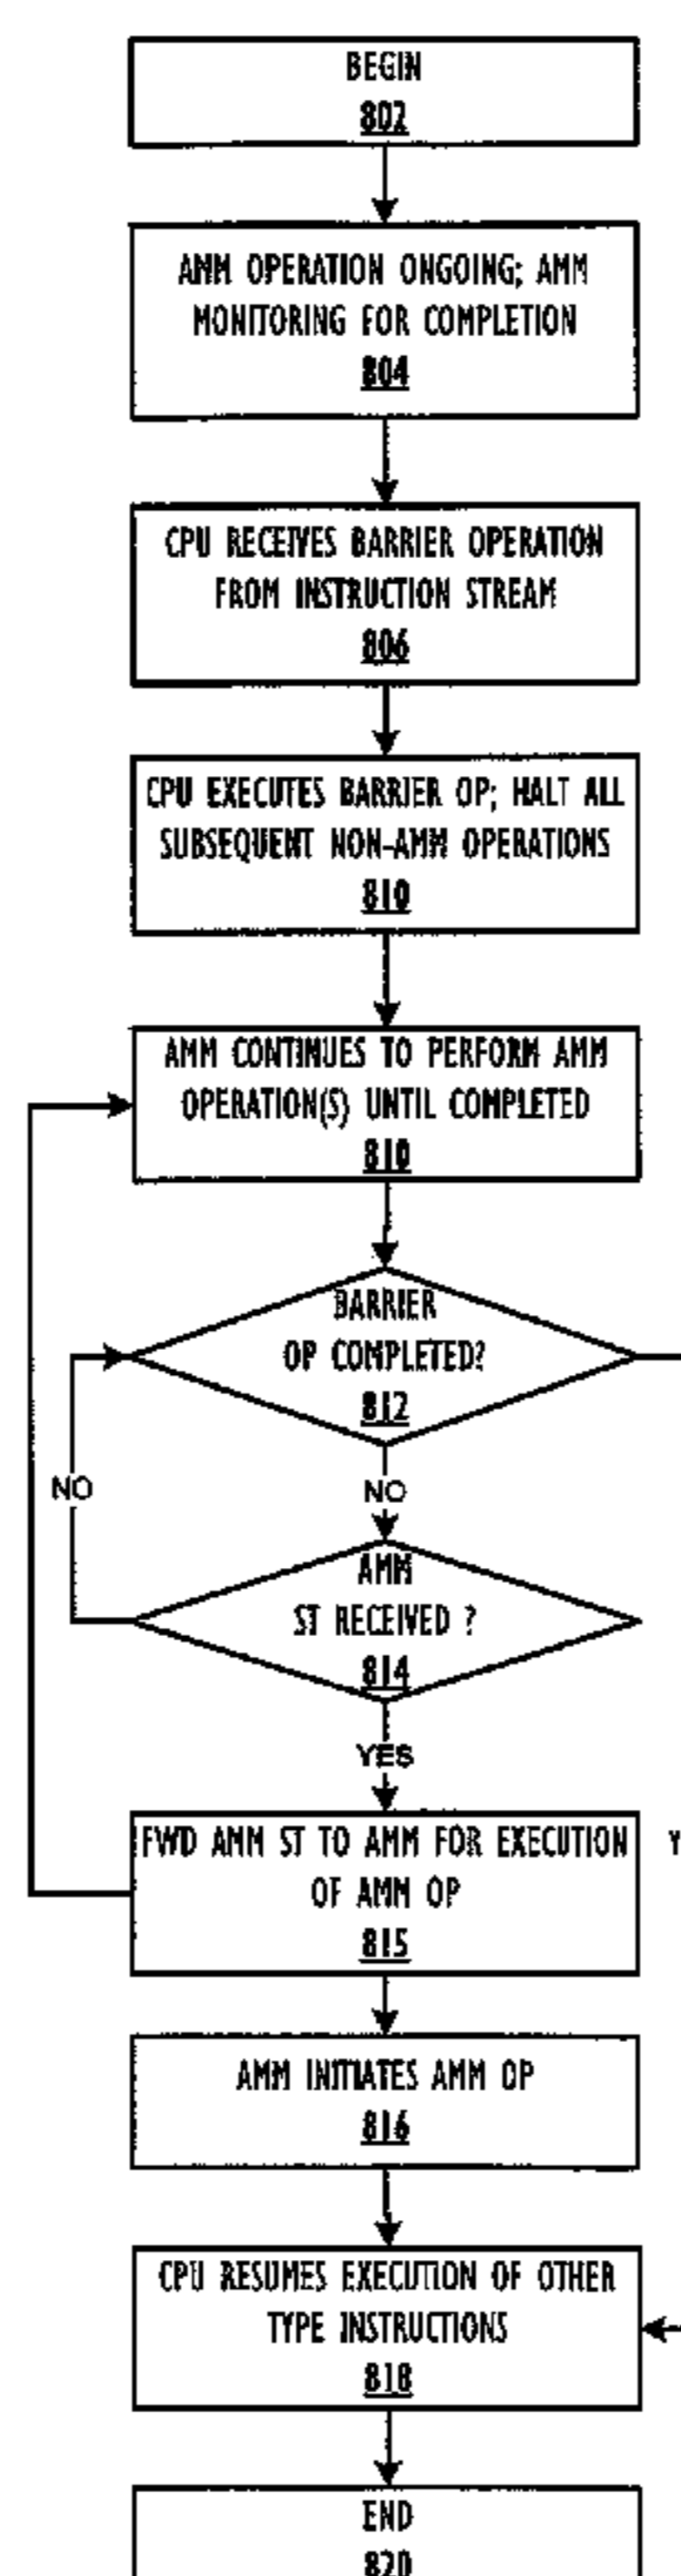 BEGIN
802
AMM OPERATION ONGOING; AMM
MONITORING FOR COMPLETION
804
CPU RECEIVES BARRIER OPERATION
FROM INSTRUCTION STREAM
806
CPU EXECUTES BARRIER OP; HALT ALL
SUBSEQUENT NON-AMM OPERATIONS
810
AMM CONTINUES TO PERFORM AMM
OPERATION(S) UNTIL COMPLETED
810
BARRIER
OP COMPLETED?
812
NO
NO
AMM
ST RECEIVED ?
814
YES
FWD AMM ST TO AMM FOR EXECUTION
OF AMM OP
815
AMM INITIATES AMM OP
816
CPU RESUMES EXECUTION OF OTHER
TYPE INSTRUCTIONS
818
END
820